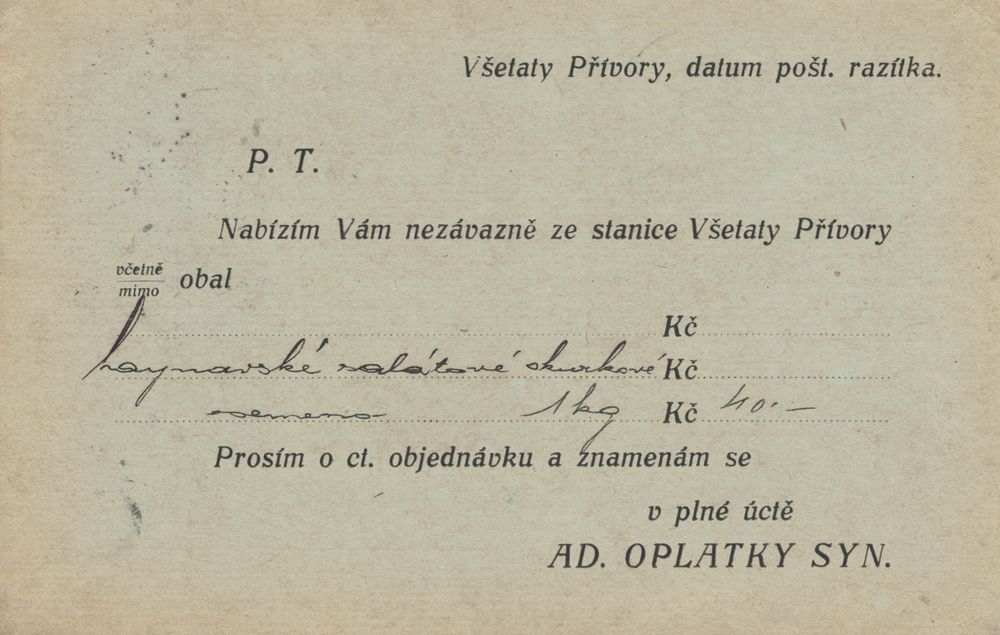 Všetaty Přívory, datum pošt. razítka.
P. T.
Nabízím Vám nezávazně ze stanice Všetaty Přívory
včetně
mimo obal
Kč
salátové okurkové Kč
semeno 1 kg Kč 40.—
Prosím o ct. objednávku a znamenám se
v plné úctě
AD. OPLATKY SYN.